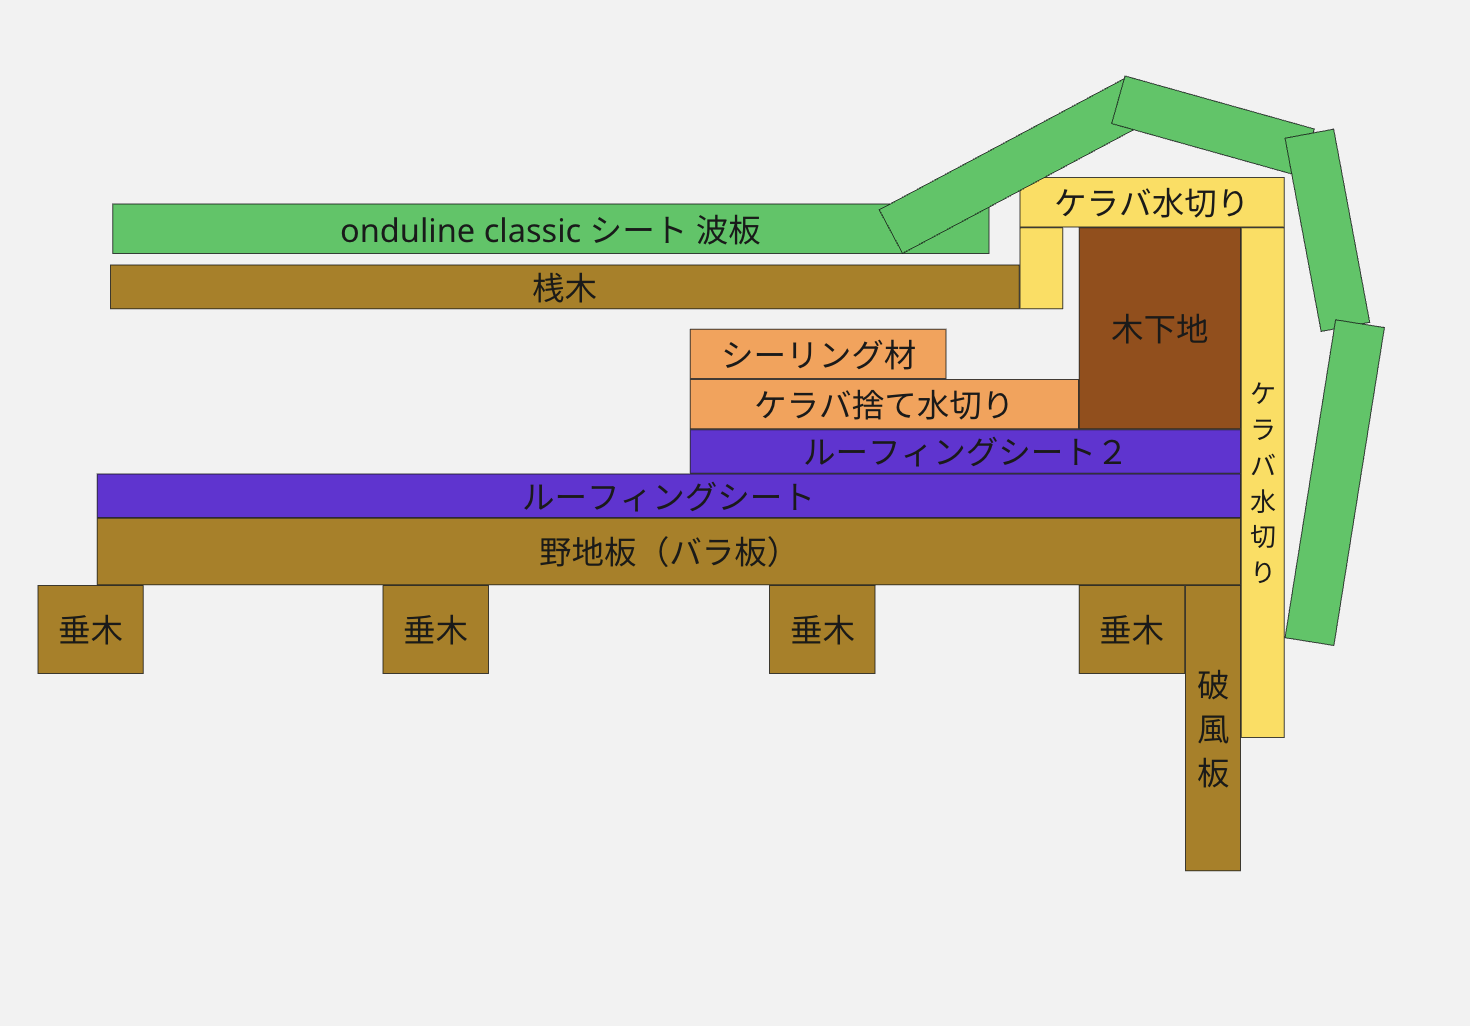 ケラバ水切り
onduline classic シート 波板
桟木
木下地
シーリング材
ケラバ捨て水切り
ケラバ水切り
ルーフィングシート２
ルーフィングシート
野地板（バラ板）
垂木
垂木
垂木
垂木
破風板